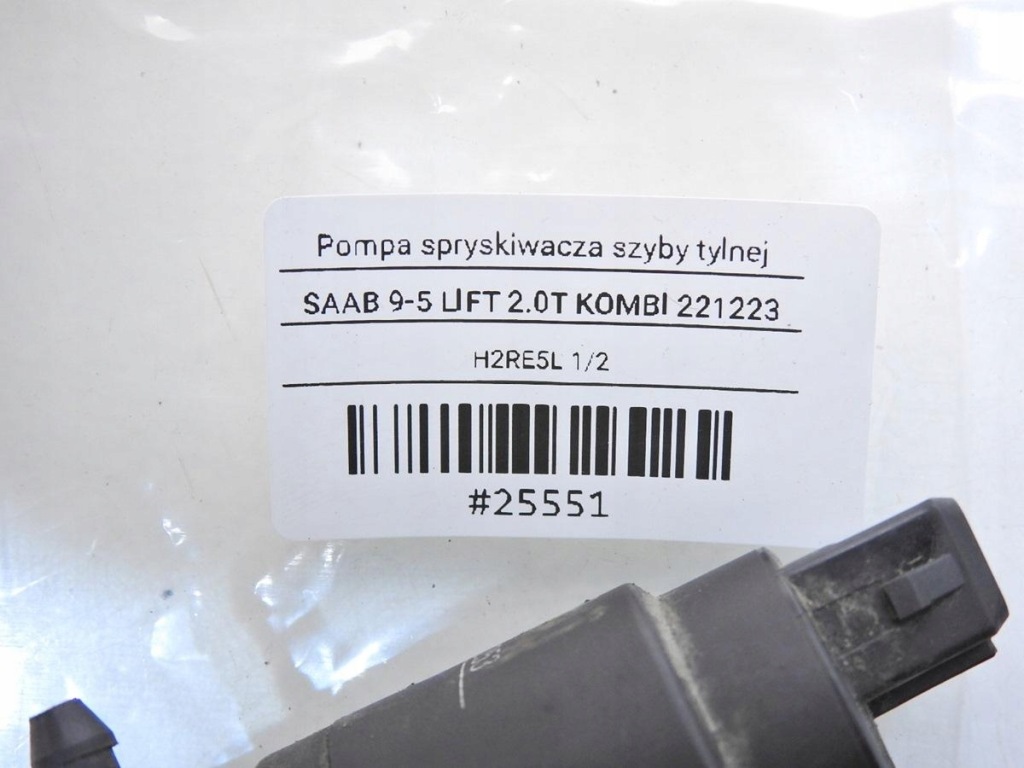 Pompa spryskiwacza szyby tylnej
SAAB 9-5 LIFT 2.0T KOMBI 221223
H2RE5L 1/2
#25551